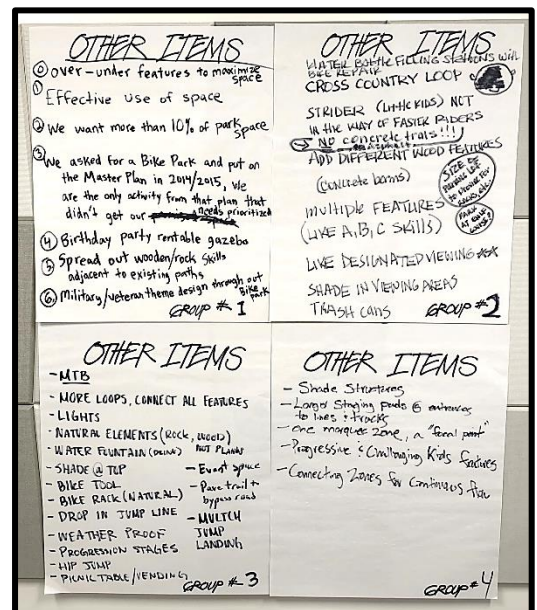 OTHER ITEMS
⓪ over-under features to maximize
space
① Effective use of space
② We want more than 10% of park
space
③ We asked for a Bike Park and put on
the Master Plan in 2014/2015, we
are the only activity from that plan that
didn't get our needs prioritized
④ Birthday party rentable gazebo
⑤ Spread out wooden/rock skills
adjacent to existing paths
⑥ Military/veteran theme design through out
Bike
park
GROUP # 1
OTHER ITEMS
WATER BOTTLE FILLING STATIONS WITH
BIKE REPAIR
CROSS COUNTRY LOOP
STRIDER (Little KIDS) NOT
IN THE WAY OF FASTER RIDERS
NO concrete trails!!!
ADD DIFFERENT WOOD FEATURES
(concrete berms)
SIZE OF
PARKING LOT
MULTIPLE FEATURES
(LIKE A, B, C SKILLS)
LIVE DESIGNATED VIEWING
SHADE IN VIEWING AREAS
TRASH CANS
GROUP # 2
OTHER ITEMS
- MTB
- MORE LOOPS, CONNECT ALL FEATURES
- LIGHTS
- NATURAL ELEMENTS (ROCK, WOOD)
NOT PLANKS
- WATER FOUNTAIN (DRINK)
- SHADE @ TOP
- BIKE TOOL
- BIKE RACK (NATURAL)
- DROP IN JUMP LINE
- WEATHER PROOF
- PROGRESSION STAGES
- HIP JUMP
- PICNIC TABLE/VENDING
- Event space
- Pave trail +
bypass road
- MULTCH
JUMP
LANDING
GROUP # 3
OTHER ITEMS
- Shade Structures
- Larger Staging pads @ entrances
to lines & tracks
- one marquee zone, a "focal point"
- Progressive & Challenging Kids features
- Connecting Zones for Continuous flow
GROUP # 4